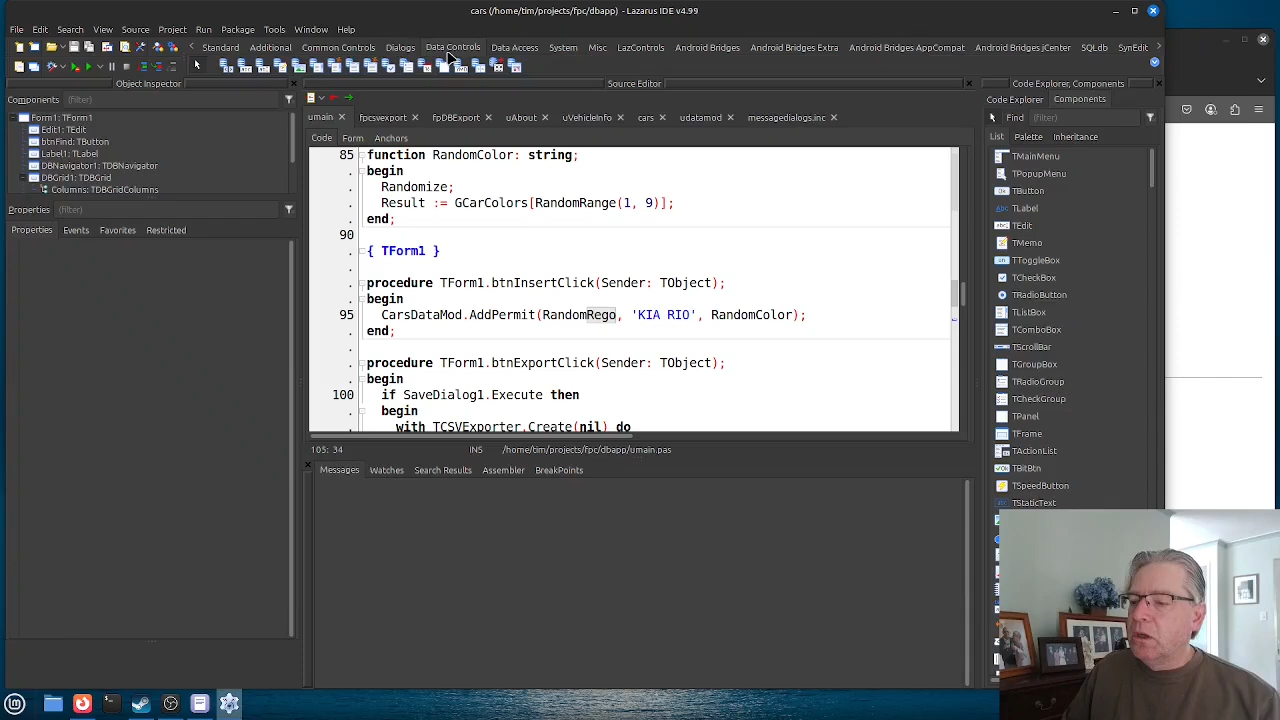 cars (/home/tim/projects/fpc/dbapp) - Lazarus IDE v4.99
File Edit Search View Source Project Run Package Tools Window Help
Standard Additional Common Controls Dialogs Data Controls Data Acc System Misc LazControls Android Bridges Android Bridges Extra Android Bridges AppCompat Android Bridges jCenter SQLdb SynEdit
Object Inspector Source Editor Code Explorer, Components
Components (filter)
Form1: TForm1
Edit1: TEdit
btnFind: TButton
Label1: TLabel
DBNavigator1: TDBNavigator
DBGrid1: TDBGrid
Columns: TDBGridColumns
Properties (filter)
Properties Events Favorites Restricted
umain fpcsvexport fpDBExport uAbout uVehicleInfo cars udatamod messagedialogs.inc
Code Form Anchors
85 function RandomColor: string;
begin
Randomize;
Result := GCarColors[RandomRange(1, 9)];
end;
90
{ TForm1 }
procedure TForm1.btnInsertClick(Sender: TObject);
begin
95 CarsDataMod.AddPermit(RandomRego, 'KIA RIO', RandomColor);
end;
procedure TForm1.btnExportClick(Sender: TObject);
begin
100 if SaveDialog1.Execute then
begin
with TCSVExporter.Create(nil) do
105: 34 INS /home/tim/projects/fpc/dbapp/umain.pas
Messages Watches Search Results Assembler BreakPoints
Code Explorer Components
Find (filter)
List Palette Inheritance
TMainMenu
TPopupMenu
TButton
TLabel
TEdit
TMemo
TToggleBox
TCheckBox
TRadioButton
TListBox
TComboBox
TScrollBar
TGroupBox
TRadioGroup
TCheckGroup
TPanel
TFrame
TActionList
TBitBtn
TSpeedButton
TStaticText